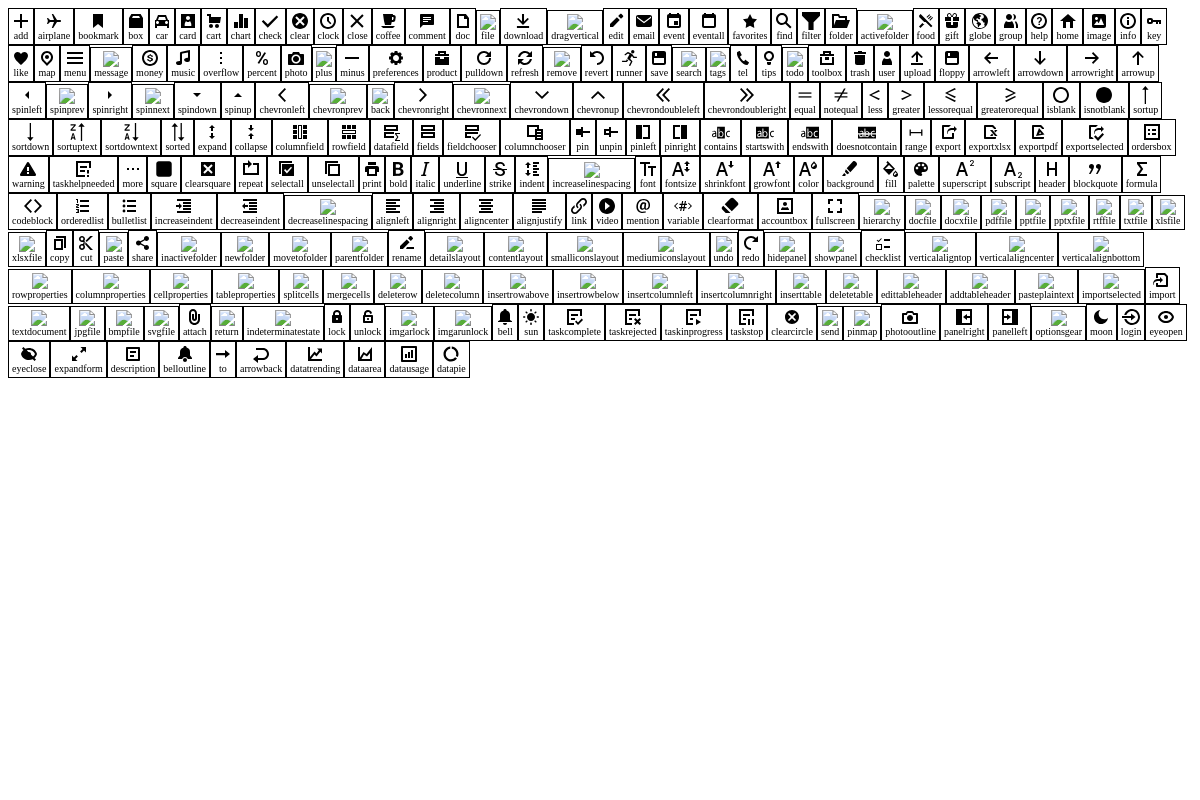 add airplane bookmark box car card cart chart check clear clock close coffee comment doc file download dragvertical edit email event eventall favorites find filter folder activefolder food gift globe group help home image info key
like map menu message money music overflow percent photo plus minus preferences product pulldown refresh remove revert runner save search tags tel tips todo toolbox trash user upload floppy arrowleft arrowdown arrowright arrowup
spinleft spinprev spinright spinnext spindown spinup chevronleft chevronprev back chevronright chevronnext chevrondown chevronup chevrondoubleleft chevrondoubleright equal notequal less greater lessorequal greaterorequal isblank isnotblank sortup
sortdown sortuptext sortdowntext sorted expand collapse columnfield rowfield datafield fields fieldchooser columnchooser pin unpin pinleft pinright contains startswith endswith doesnotcontain range export exportxlsx exportpdf exportselected ordersbox
warning taskhelpneeded more square clearsquare repeat selectall unselectall print bold italic underline strike indent increaselinespacing font fontsize shrinkfont growfont color background fill palette superscript subscript header blockquote formula
codeblock orderedlist bulletlist increaseindent decreaseindent decreaselinespacing alignleft alignright aligncenter alignjustify link video mention variable clearformat accountbox fullscreen hierarchy docfile docxfile pdffile pptfile pptxfile rtffile txtfile xlsfile
xlsxfile copy cut paste share inactivefolder newfolder movetofolder parentfolder rename detailslayout contentlayout smalliconslayout mediumiconslayout undo redo hidepanel showpanel checklist verticalaligntop verticalaligncenter verticalalignbottom
rowproperties columnproperties cellproperties tableproperties splitcells mergecells deleterow deletecolumn insertrowabove insertrowbelow insertcolumnleft insertcolumnright inserttable deletetable edittableheader addtableheader pasteplaintext importselected import
textdocument jpgfile bmpfile svgfile attach return indeterminatestate lock unlock imgarlock imgarunlock bell sun taskcomplete taskrejected taskinprogress taskstop clearcircle send pinmap photooutline panelright panelleft optionsgear moon login eyeopen
eyeclose expandform description belloutline to arrowback datatrending dataarea datausage datapie